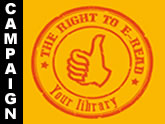 CAMPAIGN
THE RIGHT TO E-READ
Your library